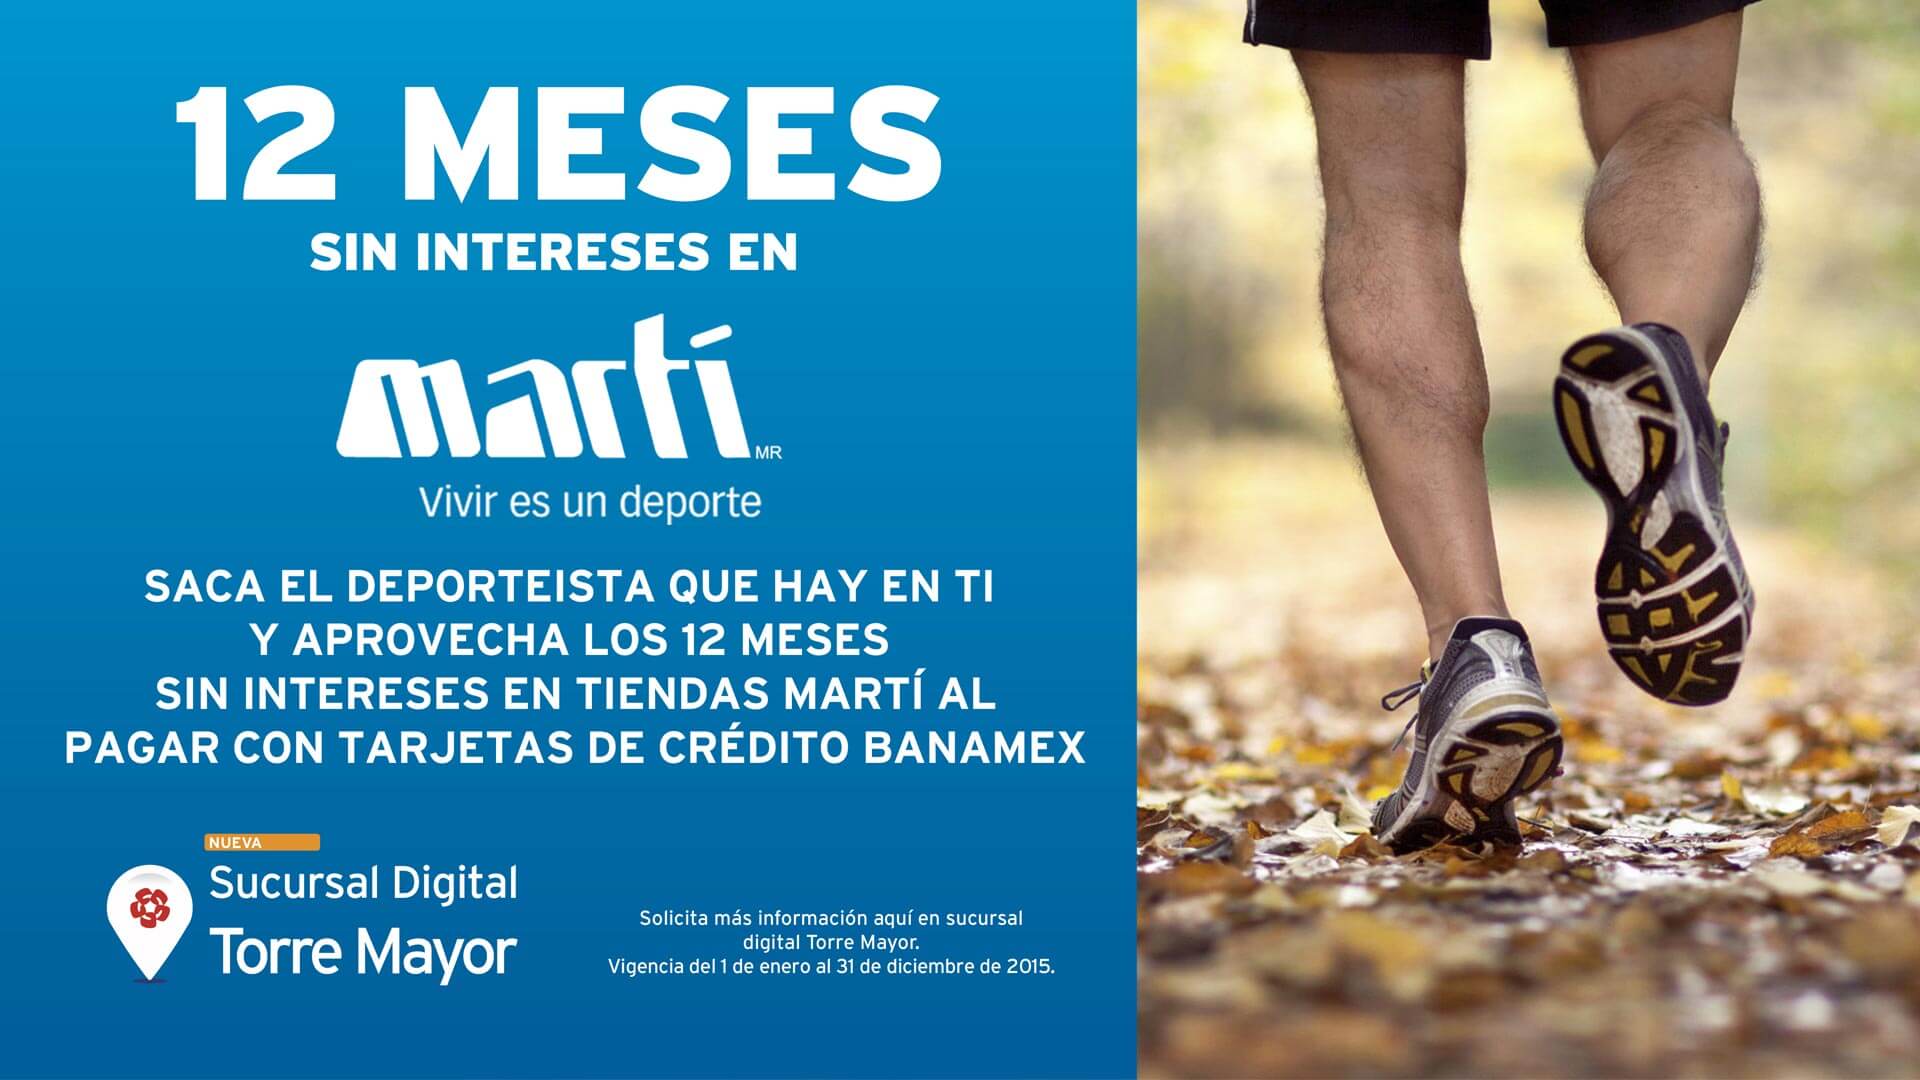 12 MESES
SIN INTERESES EN
martí MR
Vivir es un deporte
SACA EL DEPORTEISTA QUE HAY EN TI
Y APROVECHA LOS 12 MESES
SIN INTERESES EN TIENDAS MARTÍ AL
PAGAR CON TARJETAS DE CRÉDITO BANAMEX
NUEVA
Sucursal Digital
Torre Mayor
Solicita más información aquí en sucursal
digital Torre Mayor.
Vigencia del 1 de enero al 31 de diciembre de 2015.